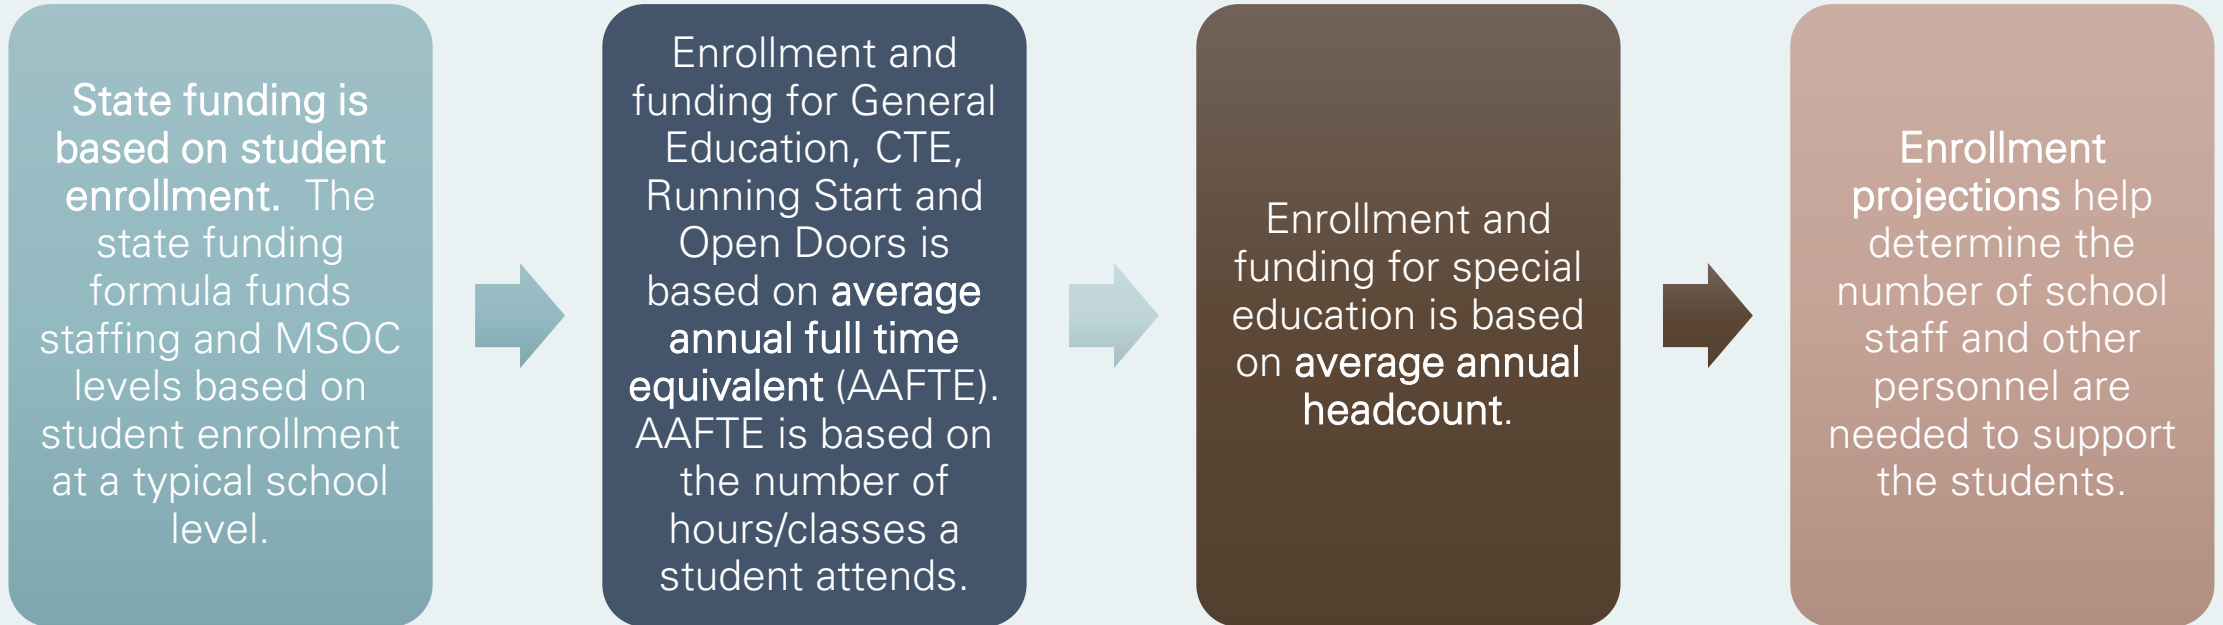 State funding is
based on student
enrollment.  The
state funding
formula funds
staffing and MSOC
levels based on
student enrollment
at a typical school
level.
Enrollment and
funding for General
Education, CTE,
Running Start and
Open Doors is
based on average
annual full time
equivalent (AAFTE).
AAFTE is based on
the number of
hours/classes a
student attends.
Enrollment and
funding for special
education is based
on average annual
headcount.
Enrollment
projections help
determine the
number of school
staff and other
personnel are
needed to support
the students.